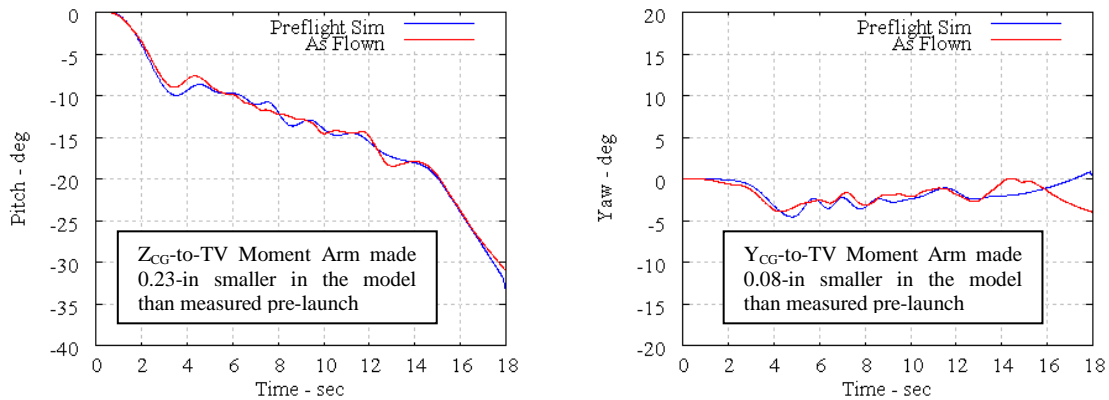 Preflight Sim
As Flown
0
-5
-10
-15
-20
-25
-30
-35
-40
Pitch - deg
Z_CG-to-TV Moment Arm made
0.23-in smaller in the model
than measured pre-launch
0 2 4 6 8 10 12 14 16 18
Time - sec
Preflight Sim
As Flown
20
15
10
5
0
-5
-10
-15
-20
Yaw - deg
Y_CG-to-TV Moment Arm made
0.08-in smaller in the model
than measured pre-launch
0 2 4 6 8 10 12 14 16 18
Time - sec